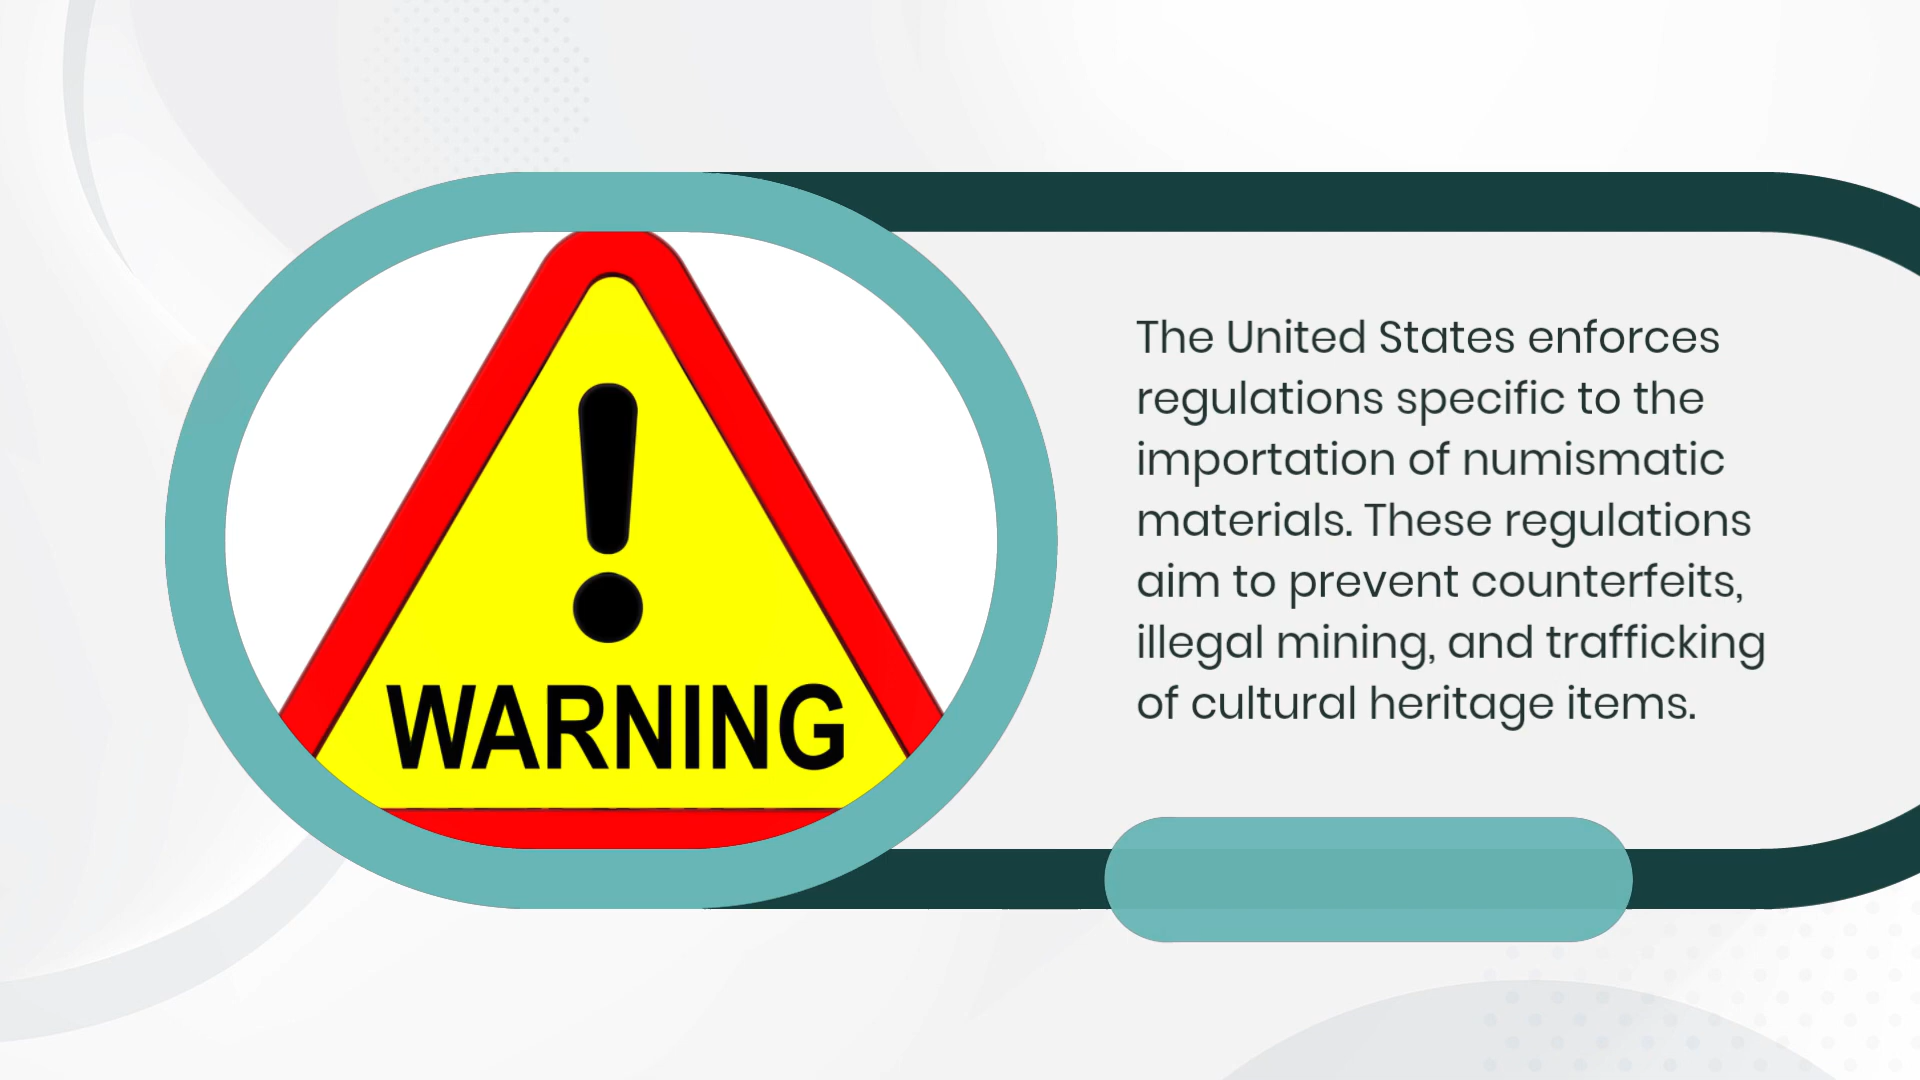 WARNING
The United States enforces
regulations specific to the
importation of numismatic
materials. These regulations
aim to prevent counterfeits,
illegal mining, and trafficking
of cultural heritage items.